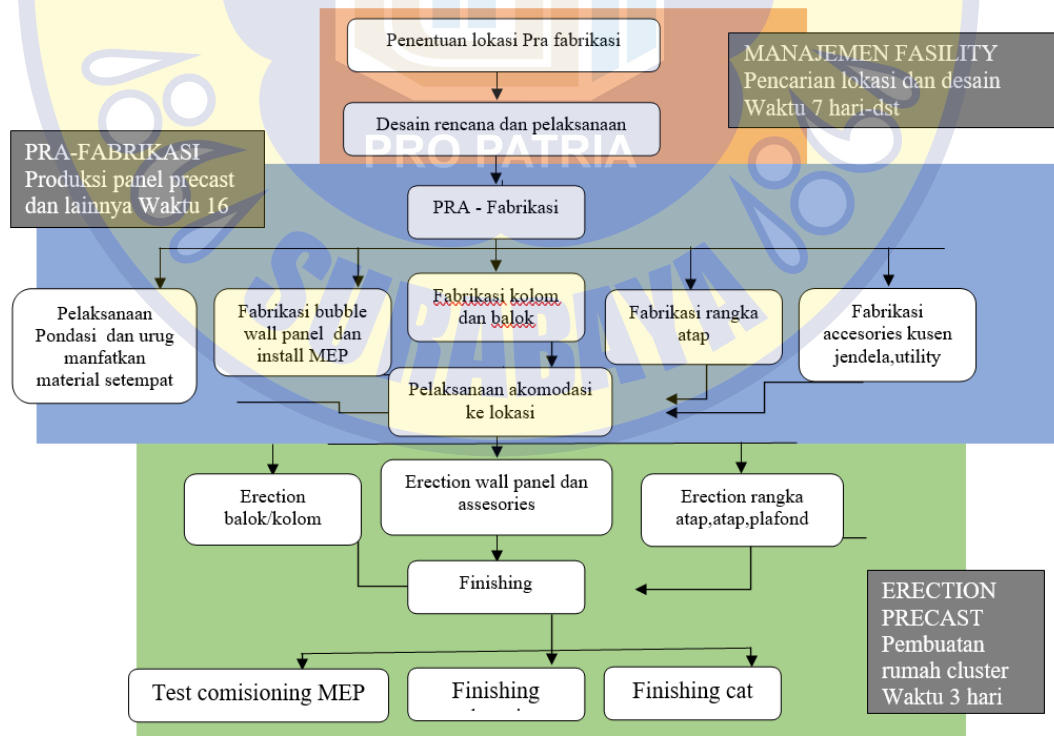 Penentuan lokasi Pra fabrikasi
MANAJEMEN FASILITY
Pencarian lokasi dan desain
Waktu 7 hari-dst
Desain rencana dan pelaksanaan
PRO PATRIA
PRA-FABRIKASI
Produksi panel precast
dan lainnya Waktu 16
PRA - Fabrikasi
SURABAYA
Pelaksanaan
Pondasi dan urug
manfatkan
material setempat
Fabrikasi bubble
wall panel dan
install MEP
Fabrikasi kolom
dan balok
Fabrikasi rangka
atap
Fabrikasi
accesories kusen
jendela,utility
Pelaksanaan akomodasi
ke lokasi
Erection
balok/kolom
Erection wall panel dan
assesories
Erection rangka
atap,atap,plafond
Finishing
ERECTION
PRECAST
Pembuatan
rumah cluster
Waktu 3 hari
Test comisioning MEP
Finishing
Finishing cat